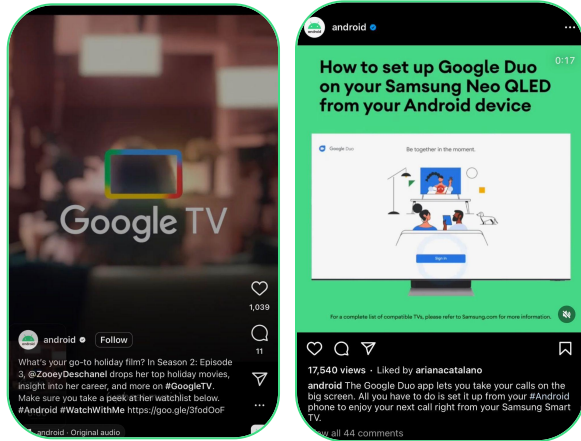 Google TV
1,039
11
android
Follow
What's your go-to holiday film? In Season 2: Episode
3, @ZooeyDeschanel drops her top holiday movies,
insight into her career, and more on #GoogleTV.
Make sure you take a peek at her watchlist below.
#Android #WatchWithMe https://goo.gle/3fodOoF
android · Original audio
android
0:17
How to set up Google Duo
on your Samsung Neo QLED
from your Android device
Google Duo
Be together in the moment.
Sign in
For a complete list of compatible TVs, please refer to Samsung.com for more information.
17,540 views · Liked by arianacatalano
android The Google Duo app lets you take your calls on the
big screen. All you have to do is set it up from your #Android
phone to enjoy your next call right from your Samsung Smart
TV.
all 44 comments